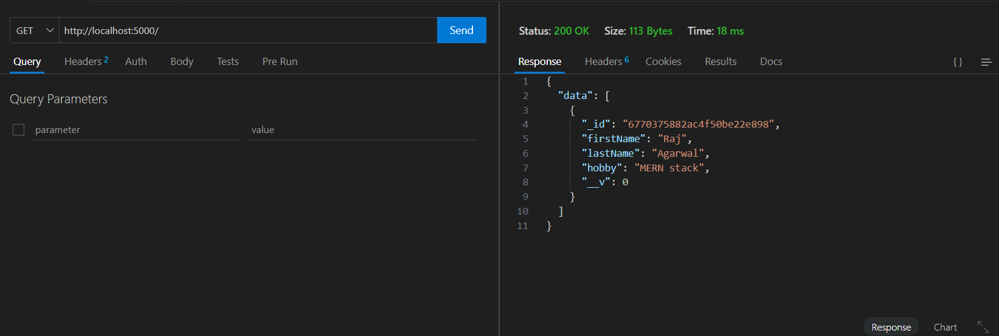 GET http://localhost:5000/ Send
Query Headers 2 Auth Body Tests Pre Run
Query Parameters
parameter value
Status: 200 OK Size: 113 Bytes Time: 18 ms
Response Headers 6 Cookies Results Docs { }
1 {
2 "data": [
3 {
4 "_id": "6770375882ac4f50be22e898",
5 "firstName": "Raj",
6 "lastName": "Agarwal",
7 "hobby": "MERN stack",
8 "__v": 0
9 }
10 ]
11 }
Response Chart